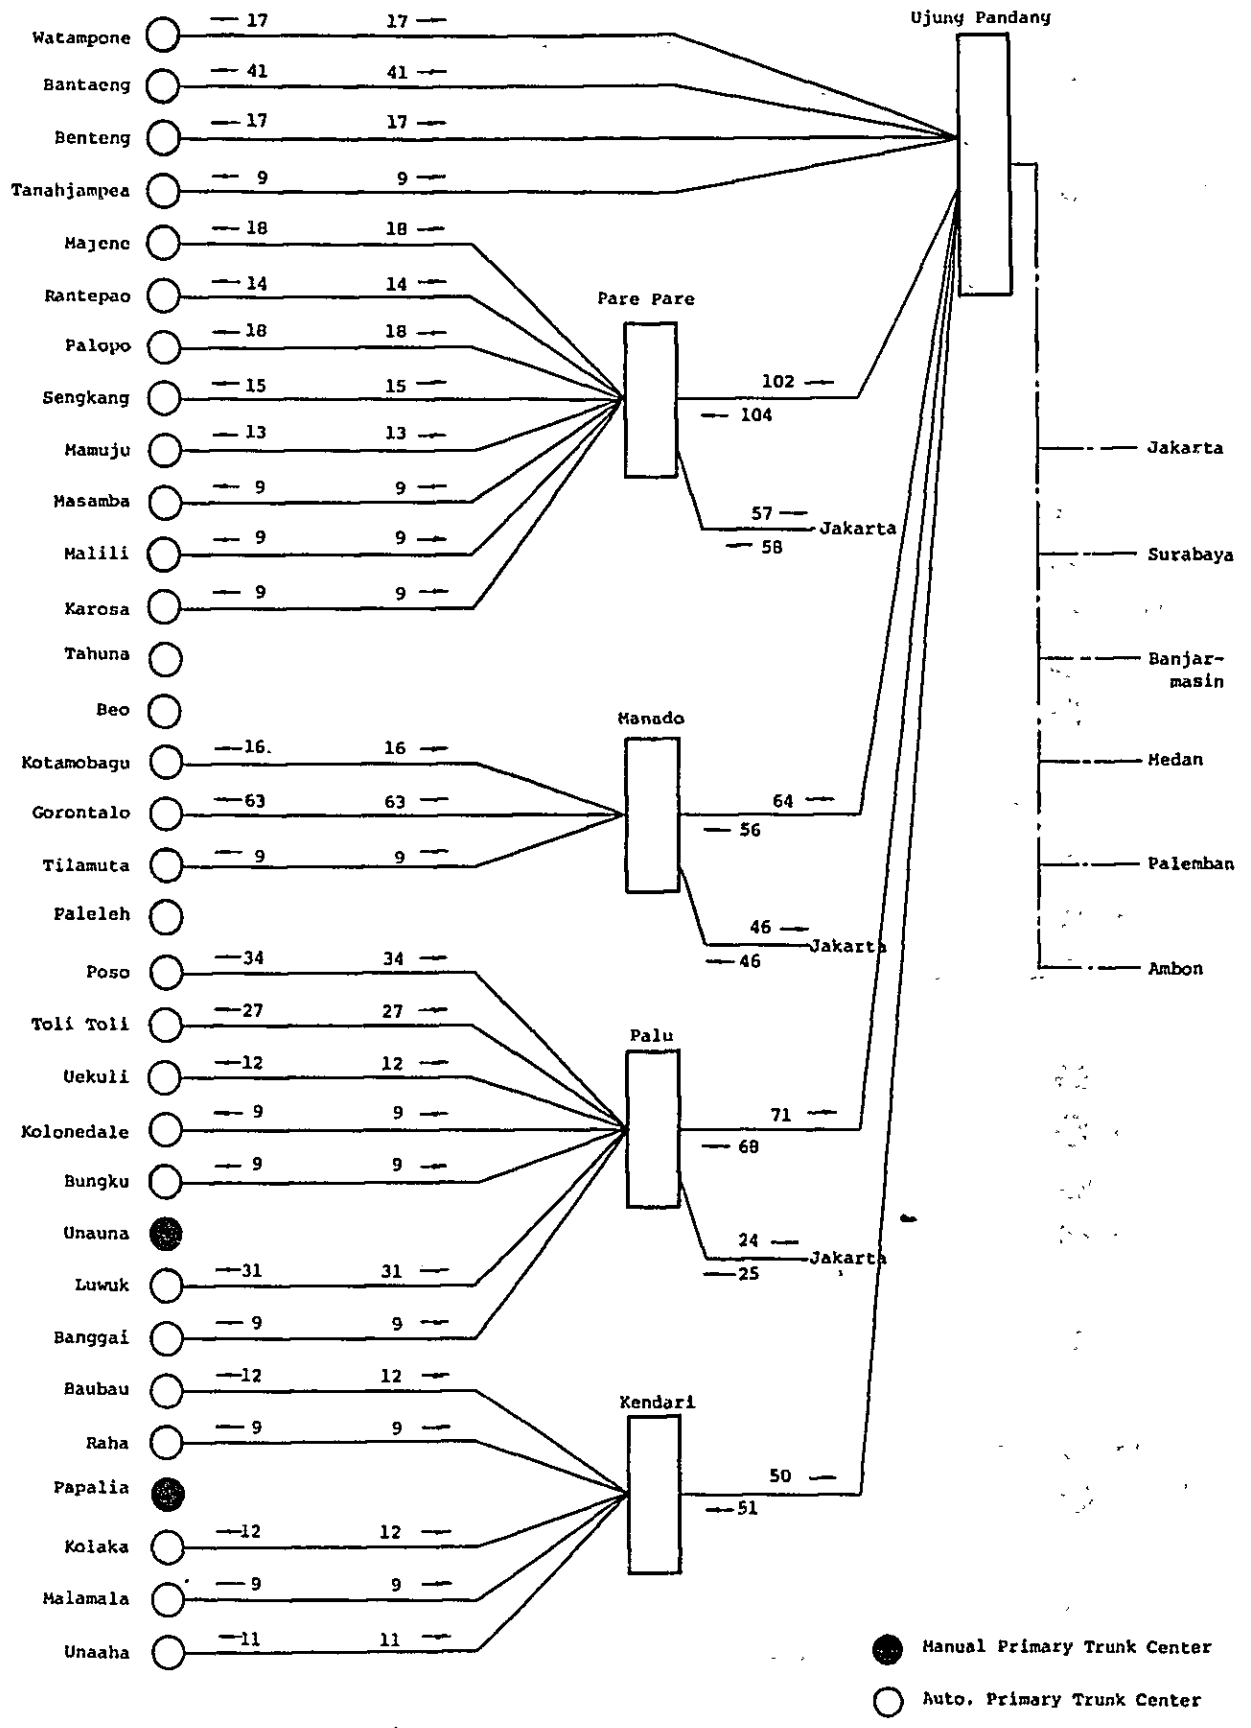 Ujung Pandang
Watampone 17 17
Bantaeng 41 41
Benteng 17 17
Tanahjampea 9 9
Majene 18 18
Rantepao 14 14
Pare Pare
Palopo 18 18
Sengkang 15 15
102
104
Mamuju 13 13
Jakarta
Masamba 9 9
57
Jakarta
58
Malili 9 9
Surabaya
Karosa 9 9
Tahuna
Banjar-
masin
Beo
Manado
Kotamobagu 16 16
Medan
Gorontalo 63 63
64
56
Tilamuta 9 9
Palemban
Paleleh
46
Jakarta
46
Poso 34 34
Ambon
Toli Toli 27 27
Palu
Uekuli 12 12
Kolonedale 9 9
71
68
Bungku 9 9
Unauna
24
Jakarta
25
Luwuk 31 31
Banggai 9 9
Baubau 12 12
Kendari
Raha 9 9
Papalia
50
51
Kolaka 12 12
Malamala 9 9
Unaaha 11 11
Manual Primary Trunk Center
Auto. Primary Trunk Center